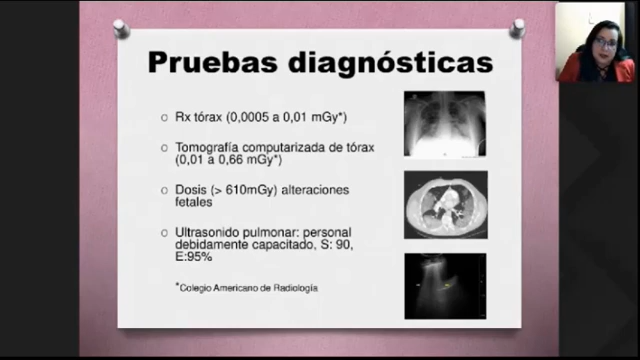 Pruebas diagnósticas
o Rx tórax (0,0005 a 0,01 mGy*)
o Tomografía computarizada de tórax
(0,01 a 0,66 mGy*)
o Dosis (> 610mGy) alteraciones
fetales
o Ultrasonido pulmonar: personal
debidamente capacitado, S: 90,
E:95%
*Colegio Americano de Radiología